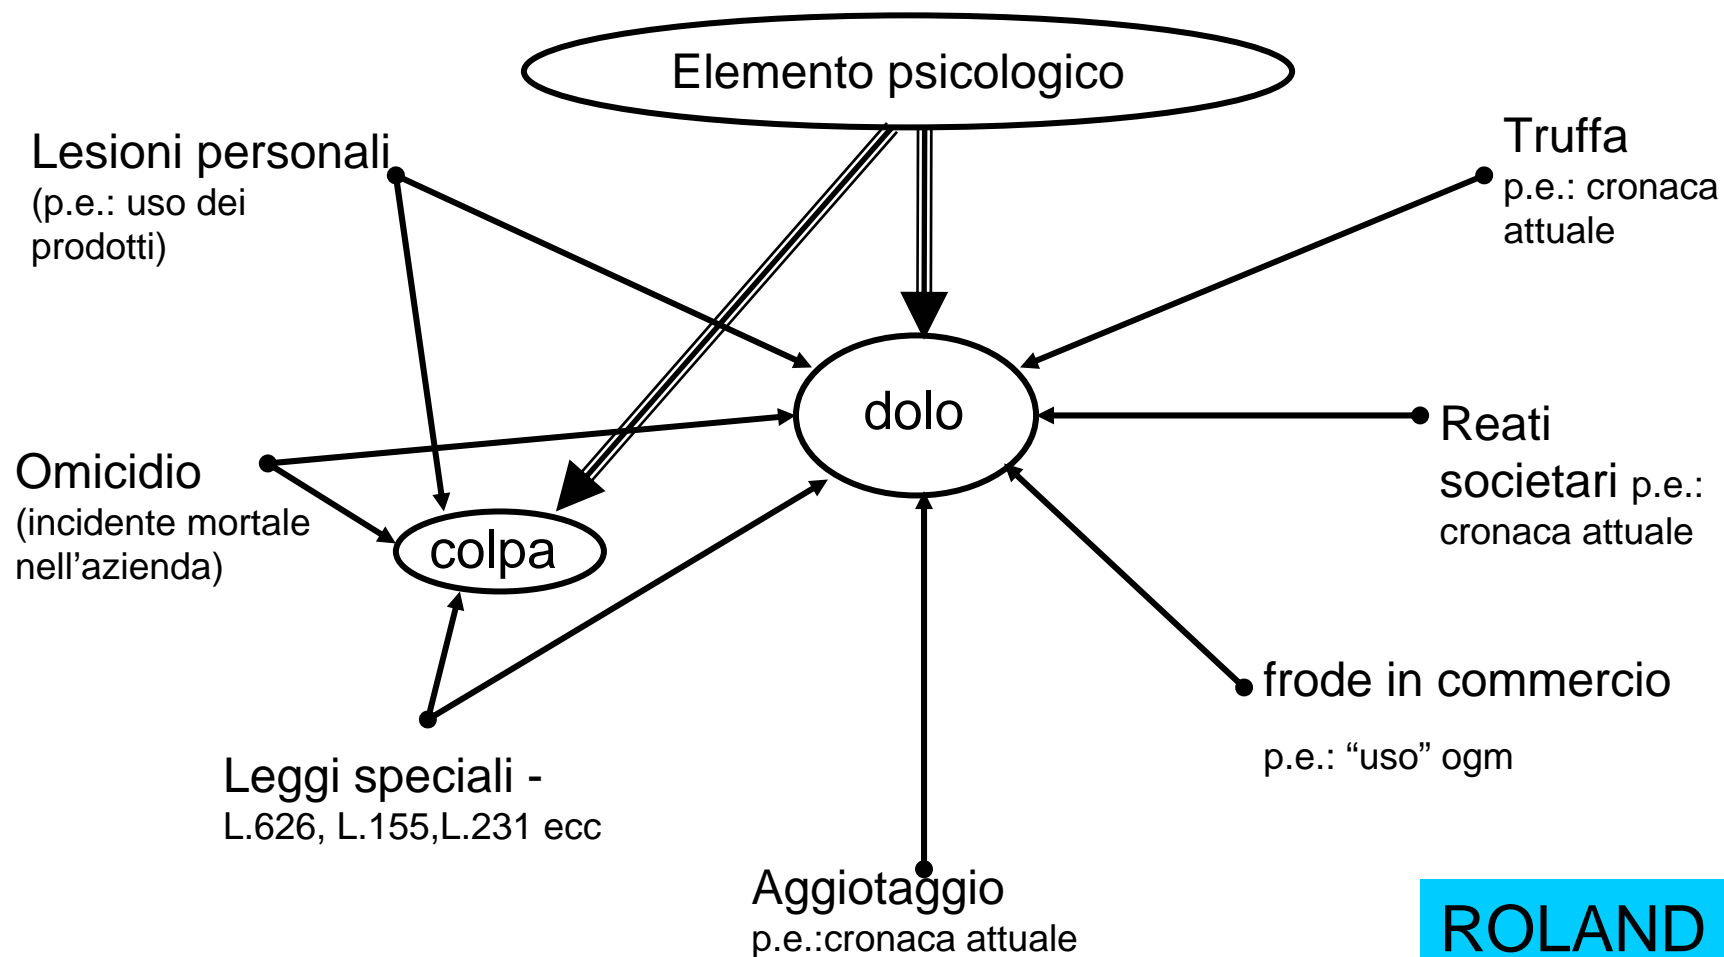 Elemento psicologico
Lesioni personali
(p.e.: uso dei
prodotti)
Truffa
p.e.: cronaca
attuale
dolo
Reati
societari p.e.:
cronaca attuale
Omicidio
(incidente mortale
nell’azienda)
colpa
frode in commercio
p.e.: “uso” ogm
Leggi speciali -
L.626, L.155,L.231 ecc
Aggiotaggio
p.e.:cronaca attuale
ROLAND